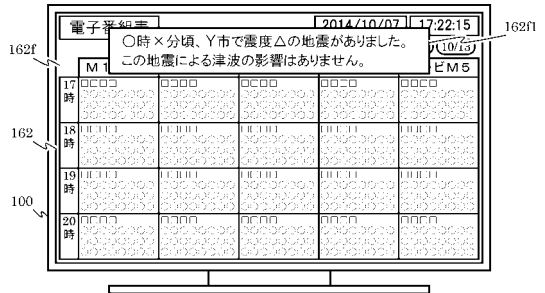 電子番組表 2014/10/07 17:22:15
162f1
○時×分頃、Y市で震度△の地震がありました。
この地震による津波の影響はありません。
10/13
162f
M1 ビM5
17時 □□□□ □□□□ □□□□ □□□□ □□□□
162
18時
19時
100
20時 □□□□ □□□□ □□□□ □□□□ □□□□